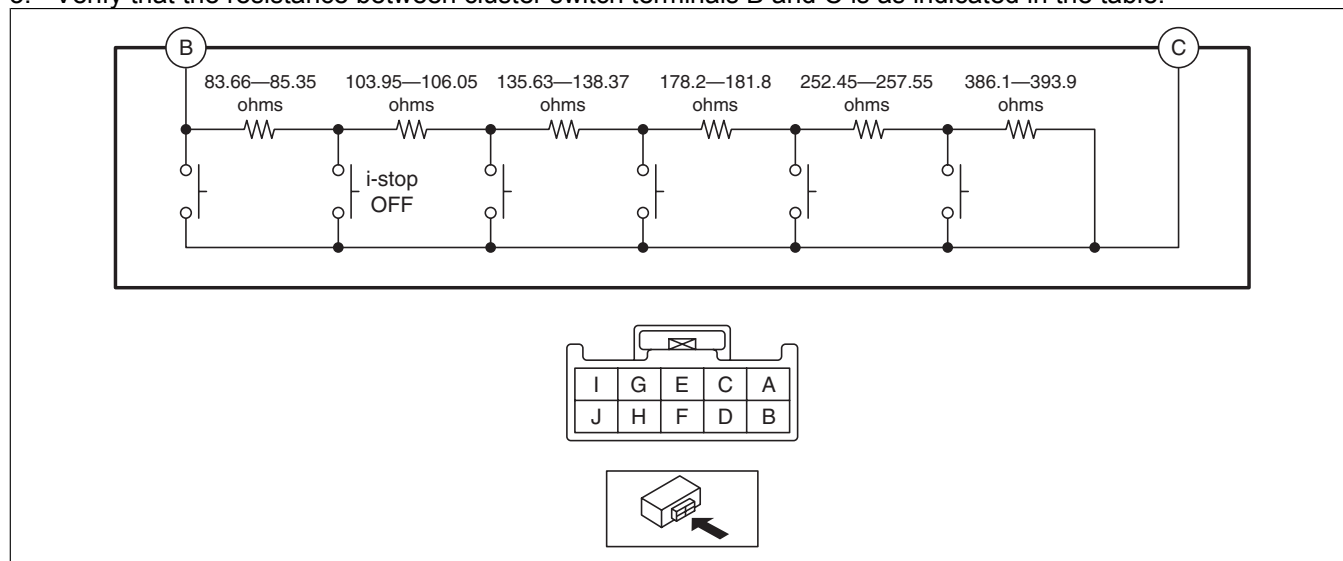 Verify that the resistance between cluster switch terminals B and C is as indicated in the table.
B C
83.66—85.35 103.95—106.05 135.63—138.37 178.2—181.8 252.45—257.55 386.1—393.9
ohms ohms ohms ohms ohms ohms
i-stop
OFF
I G E C A
J H F D B